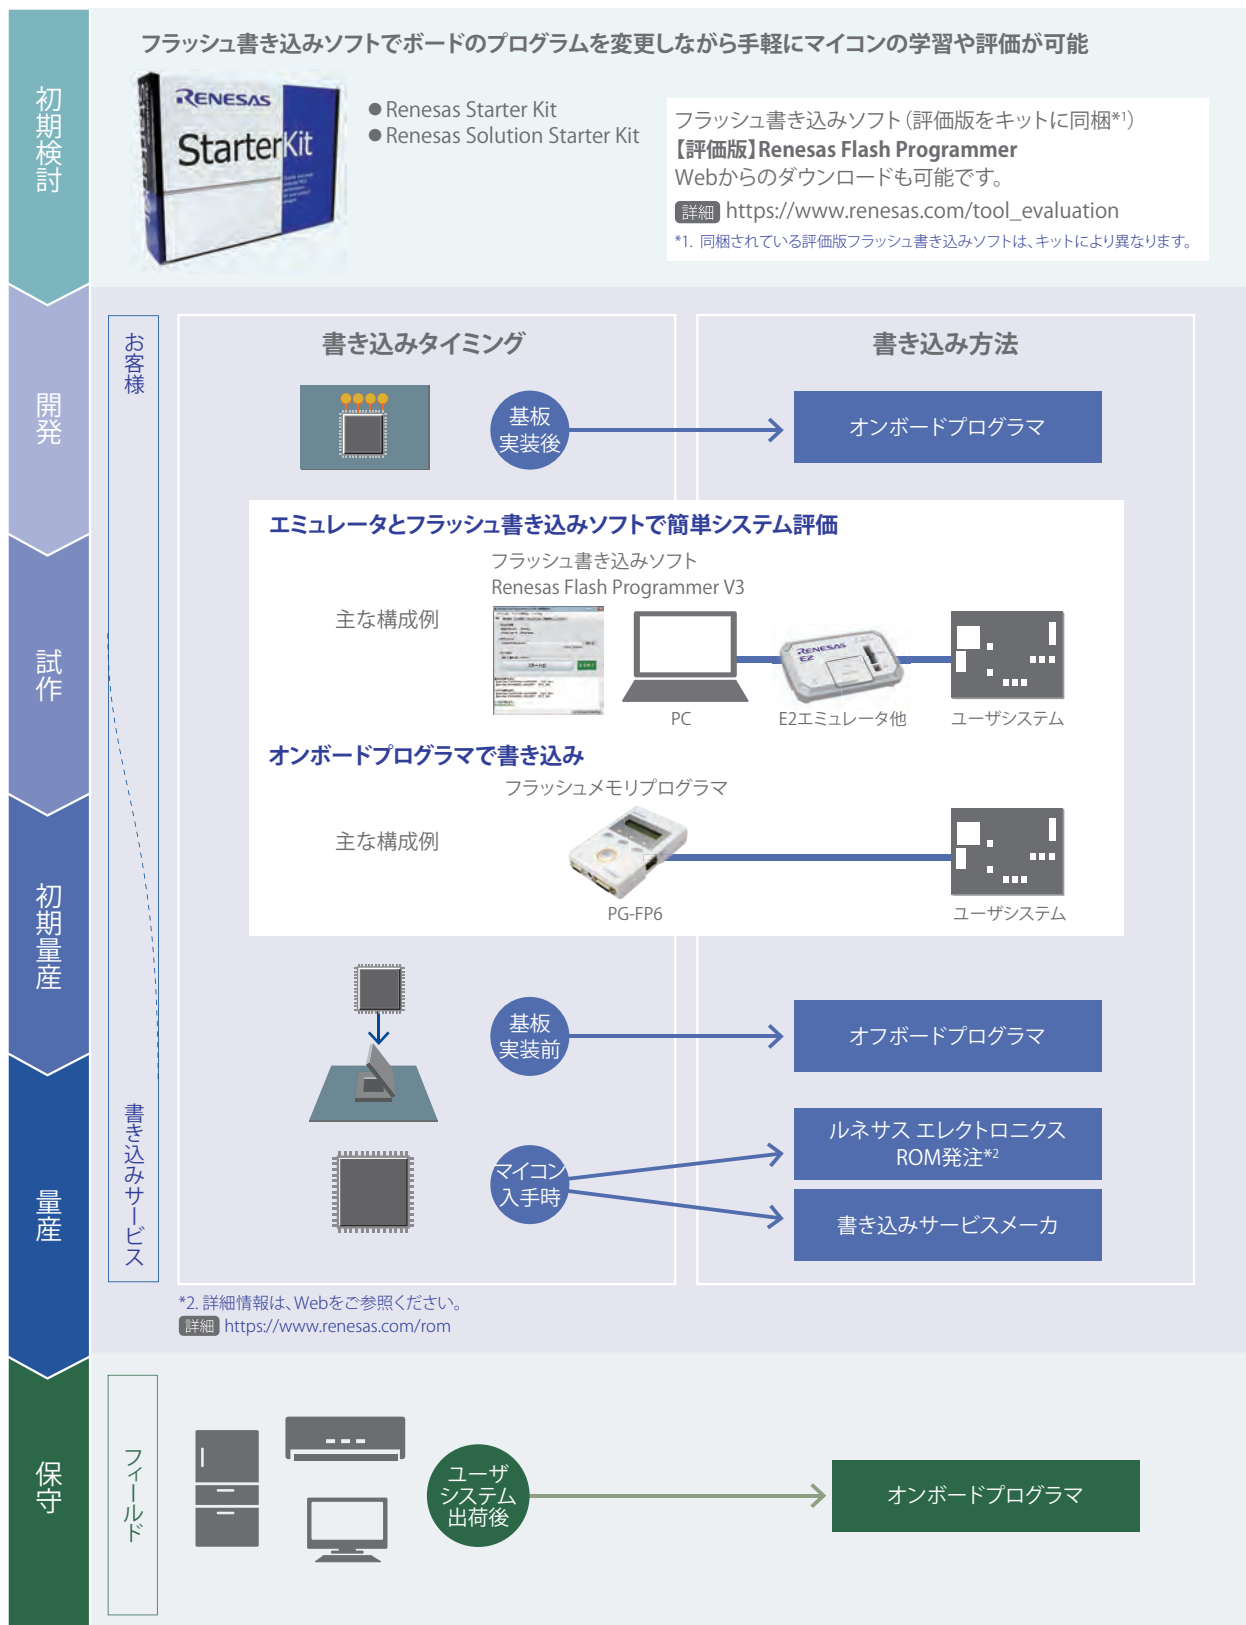 フラッシュ書き込みソフトでボードのプログラムを変更しながら手軽にマイコンの学習や評価が可能
初期検討
RENESAS
StarterKit
●Renesas Starter Kit
●Renesas Solution Starter Kit
フラッシュ書き込みソフト(評価版をキットに同梱*1)
【評価版】Renesas Flash Programmer
Webからのダウンロードも可能です。
詳細 https://www.renesas.com/tool_evaluation
*1. 同梱されている評価版フラッシュ書き込みソフトは、キットにより異なります。
開発
試作
初期量産
量産
お客様
書き込みサービス
書き込みタイミング
書き込み方法
基板
実装後
オンボードプログラマ
エミュレータとフラッシュ書き込みソフトで簡単システム評価
フラッシュ書き込みソフト
Renesas Flash Programmer V3
主な構成例
RENESAS
E2
PC
E2エミュレータ他
ユーザシステム
オンボードプログラマで書き込み
フラッシュメモリプログラマ
主な構成例
PG-FP6
ユーザシステム
基板
実装前
オフボードプログラマ
マイコン
入手時
ルネサス エレクトロニクス
ROM発注*2
書き込みサービスメーカ
*2. 詳細情報は、Webをご参照ください。
詳細 https://www.renesas.com/rom
保守
フィールド
ユーザ
システム
出荷後
オンボードプログラマ